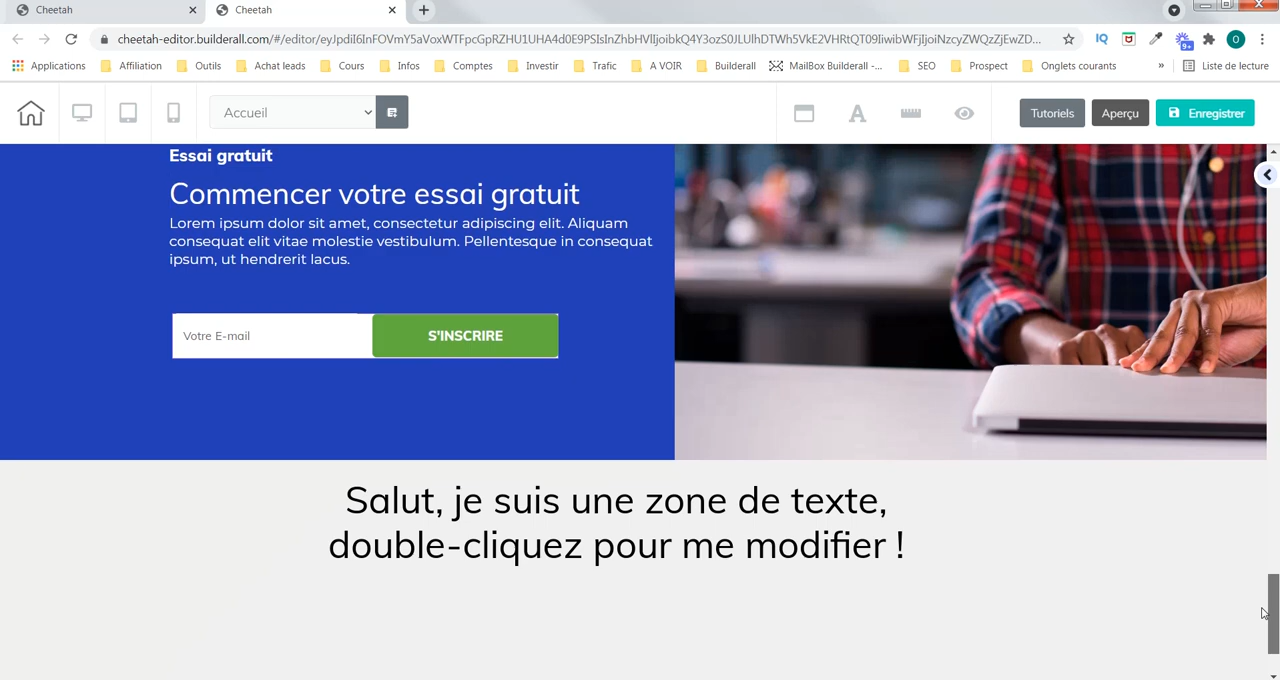 Cheetah
Cheetah
cheetah-editor.builderall.com/#/editor/eyJpdiI6InFOVmY5aVoxWTFpcGpRZHU1UHA4d0E9PSIsInZhbHVlIjoibkQ4Y3ozS0JLUlhDTWh5VkE2VHRtQT09IiwibWFjIjoiNzcyZWQzZjEwZD...
IQ
9+
O
Applications
Affiliation
Outils
Achat leads
Cours
Infos
Comptes
Investir
Trafic
A VOIR
Builderall
MailBox Builderall -...
SEO
Prospect
Onglets courants
»
Liste de lecture
Accueil
A
Tutoriels
Aperçu
Enregistrer
Essai gratuit
Commencer votre essai gratuit
Lorem ipsum dolor sit amet, consectetur adipiscing elit. Aliquam
consequat elit vitae molestie vestibulum. Pellentesque in consequat
ipsum, ut hendrerit lacus.
Votre E-mail
S'INSCRIRE
Salut, je suis une zone de texte,
double-cliquez pour me modifier !